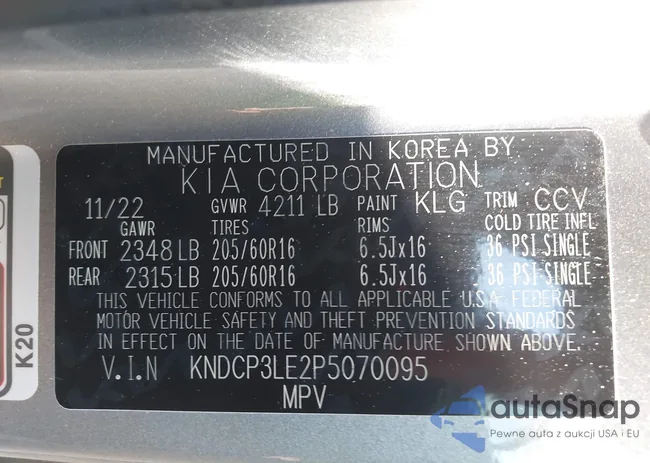 MANUFACTURED IN KOREA BY
KIA CORPORATION
11/22 GVWR 4211 LB PAINT KLG TRIM CCV
GAWR TIRES RIMS COLD TIRE INFL
FRONT 2348 LB 205/60R16 6.5Jx16 36 PSI-SINGLE
REAR 2315 LB 205/60R16 6.5Jx16 36 PSI-SINGLE
THIS VEHICLE CONFORMS TO ALL APPLICABLE U.S.A. FEDERAL
MOTOR VEHICLE SAFETY AND THEFT PREVENTION STANDARDS
IN EFFECT ON THE DATE OF MANUFACTURE SHOWN ABOVE.
V.I.N KNDCP3LE2P5070095
MPV
K20
autaSnap
Pewne auta z aukcji USA i EU